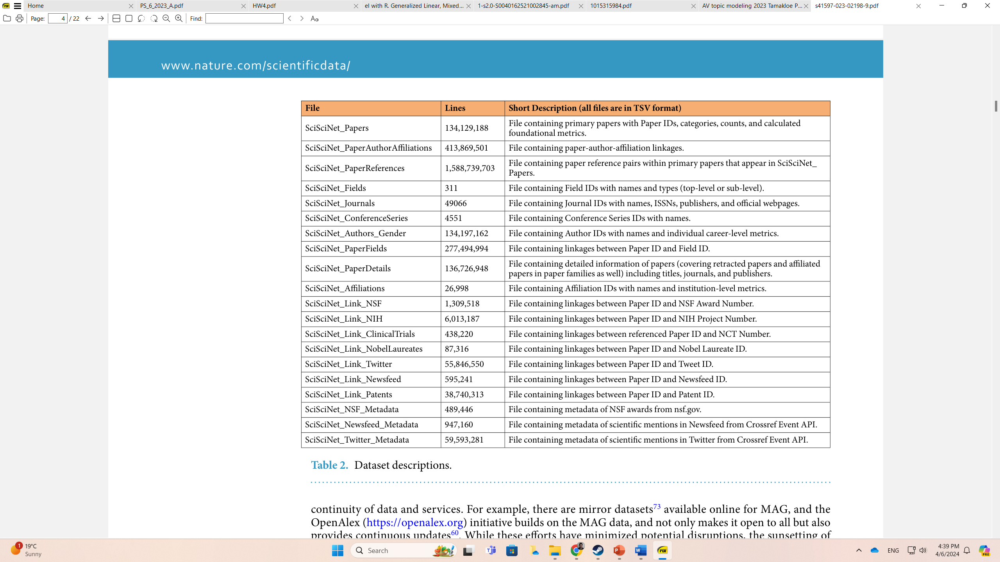 Home
PS_6_2023_A.pdf
HW4.pdf
el with R. Generalized Linear, Mixed...
1-s2.0-S0040162521002845-am.pdf
1015315984.pdf
AV topic modeling 2023 Tamakloe P...
s41597-023-02198-9.pdf
Page: 4 / 22 Find: Aa
www.nature.com/scientificdata/
File Lines Short Description (all files are in TSV format)
SciSciNet_Papers 134,129,188 File containing primary papers with Paper IDs, categories, counts, and calculated
foundational metrics.
SciSciNet_PaperAuthorAffiliations 413,869,501 File containing paper-author-affiliation linkages.
SciSciNet_PaperReferences 1,588,739,703 File containing paper reference pairs within primary papers that appear in SciSciNet_
Papers.
SciSciNet_Fields 311 File containing Field IDs with names and types (top-level or sub-level).
SciSciNet_Journals 49066 File containing Journal IDs with names, ISSNs, publishers, and official webpages.
SciSciNet_ConferenceSeries 4551 File containing Conference Series IDs with names.
SciSciNet_Authors_Gender 134,197,162 File containing Author IDs with names and individual career-level metrics.
SciSciNet_PaperFields 277,494,994 File containing linkages between Paper ID and Field ID.
SciSciNet_PaperDetails 136,726,948 File containing detailed information of papers (covering retracted papers and affiliated
papers in paper families as well) including titles, journals, and publishers.
SciSciNet_Affiliations 26,998 File containing Affiliation IDs with names and institution-level metrics.
SciSciNet_Link_NSF 1,309,518 File containing linkages between Paper ID and NSF Award Number.
SciSciNet_Link_NIH 6,013,187 File containing linkages between Paper ID and NIH Project Number.
SciSciNet_Link_ClinicalTrials 438,220 File containing linkages between referenced Paper ID and NCT Number.
SciSciNet_Link_NobelLaureates 87,316 File containing linkages between Paper ID and Nobel Laureate ID.
SciSciNet_Link_Twitter 55,846,550 File containing linkages between Paper ID and Tweet ID.
SciSciNet_Link_Newsfeed 595,241 File containing linkages between Paper ID and Newsfeed ID.
SciSciNet_Link_Patents 38,740,313 File containing linkages between Paper ID and Patent ID.
SciSciNet_NSF_Metadata 489,446 File containing metadata of NSF awards from nsf.gov.
SciSciNet_Newsfeed_Metadata 947,160 File containing metadata of scientific mentions in Newsfeed from Crossref Event API.
SciSciNet_Twitter_Metadata 59,593,281 File containing metadata of scientific mentions in Twitter from Crossref Event API.
Table 2. Dataset descriptions.
continuity of data and services. For example, there are mirror datasets73 available online for MAG, and the
OpenAlex (https://openalex.org) initiative builds on the MAG data, and not only makes it open to all but also
provides continuous updates60. While these efforts have minimized potential disruptions, the sunsetting of
1
19°C
Sunny
Search
PDF
PRE
ENG
4:39 PM
4/6/2024